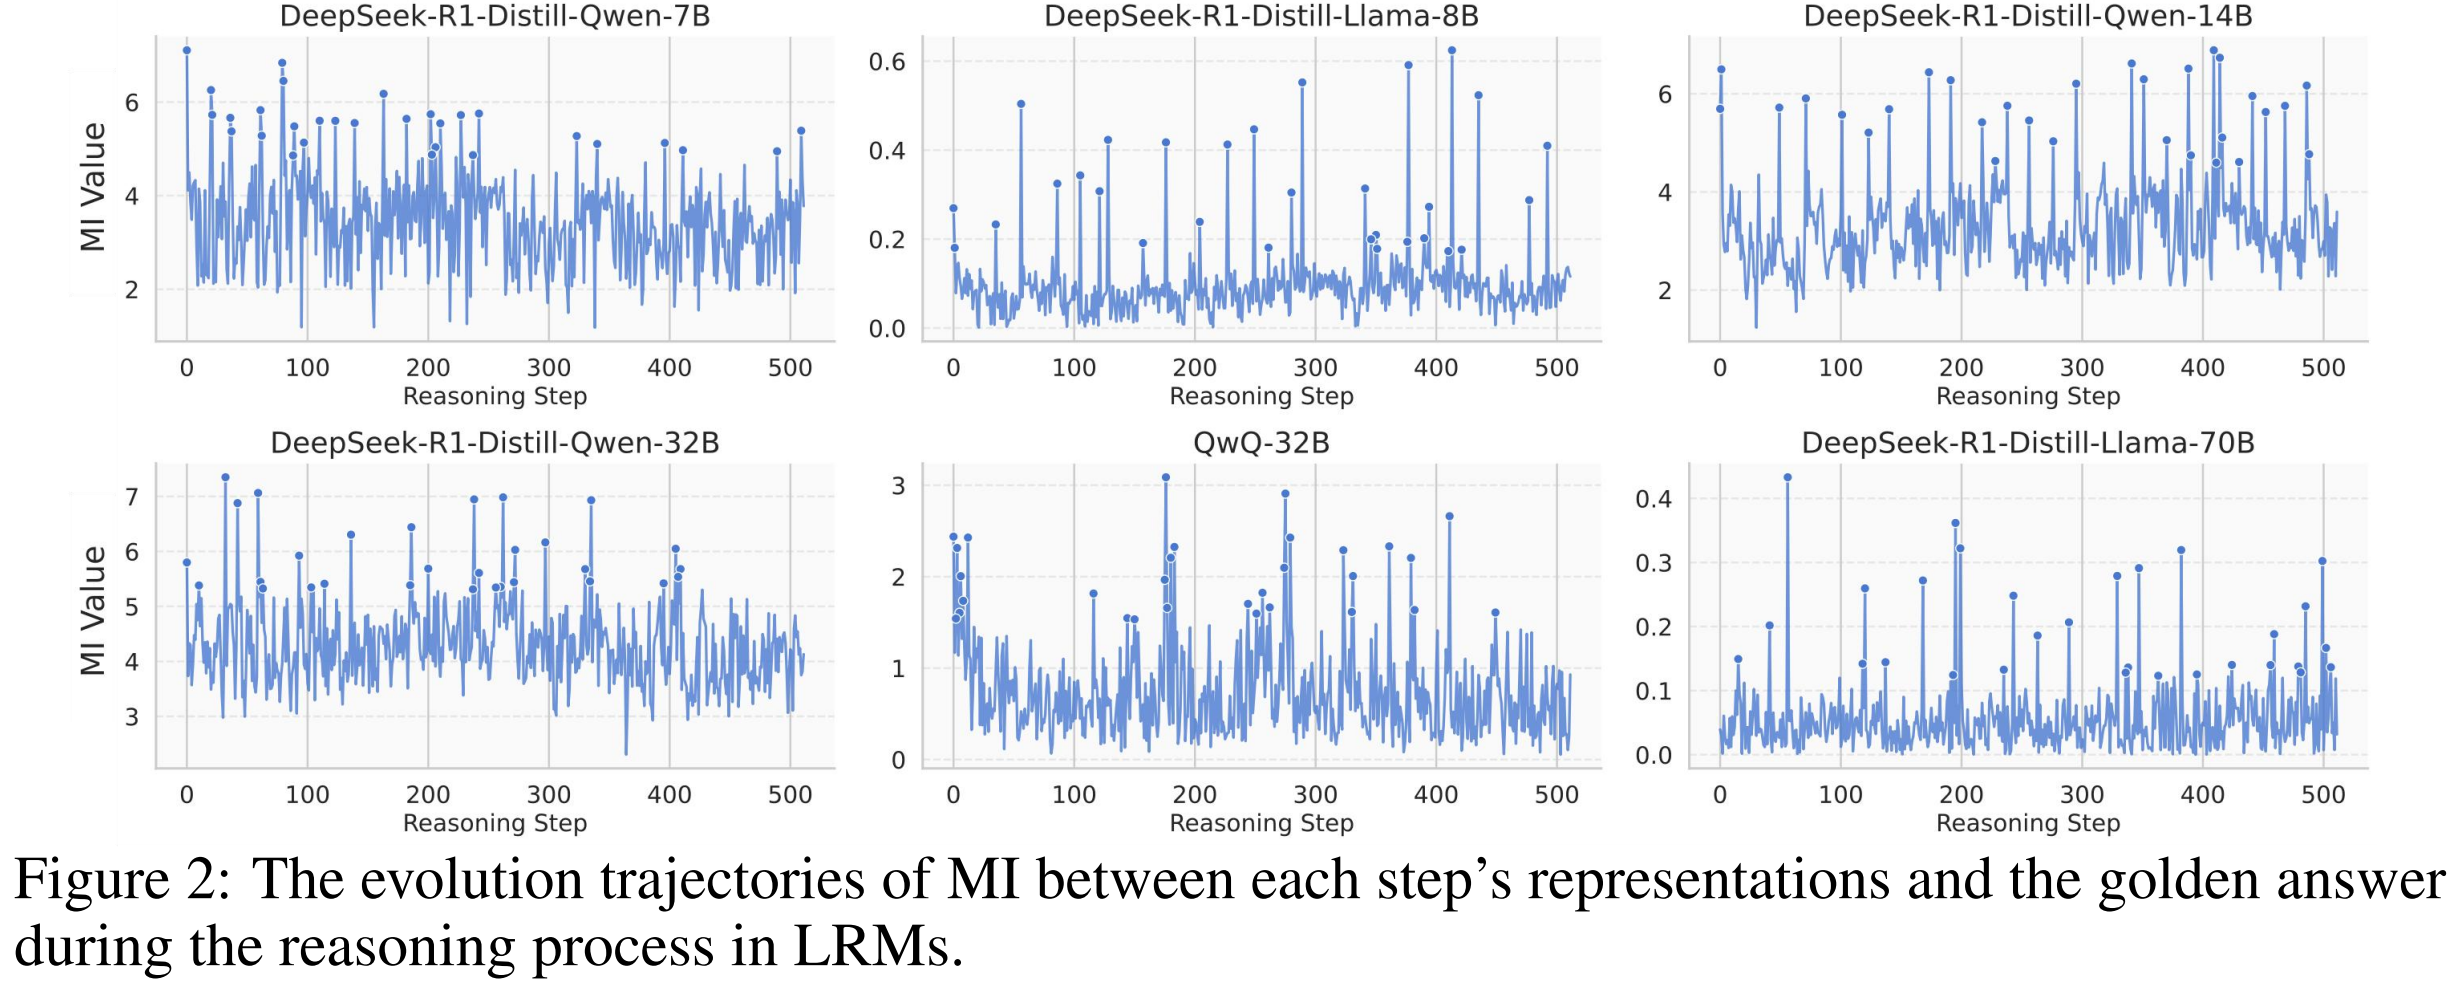 DeepSeek-R1-Distill-Qwen-7B
MI Value
6
4
2
0 100 200 300 400 500
Reasoning Step
DeepSeek-R1-Distill-Llama-8B
0.6
0.4
0.2
0.0
0 100 200 300 400 500
Reasoning Step
DeepSeek-R1-Distill-Qwen-14B
6
4
2
0 100 200 300 400 500
Reasoning Step
DeepSeek-R1-Distill-Qwen-32B
MI Value
7
6
5
4
3
0 100 200 300 400 500
Reasoning Step
QwQ-32B
3
2
1
0
0 100 200 300 400 500
Reasoning Step
DeepSeek-R1-Distill-Llama-70B
0.4
0.3
0.2
0.1
0.0
0 100 200 300 400 500
Reasoning Step
Figure 2: The evolution trajectories of MI between each step’s representations and the golden answer
during the reasoning process in LRMs.